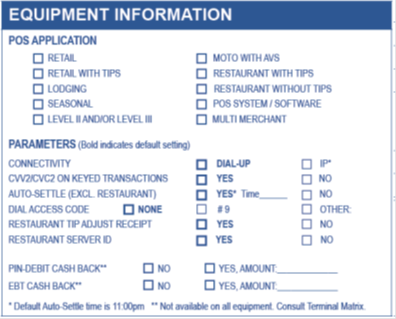 EQUIPMENT INFORMATION
POS APPLICATION
RETAIL MOTO WITH AVS
RETAIL WITH TIPS RESTAURANT WITH TIPS
LODGING RESTAURANT WITHOUT TIPS
SEASONAL POS SYSTEM / SOFTWARE
LEVEL II AND/OR LEVEL III MULTI MERCHANT
PARAMETERS (Bold indicates default setting)
CONNECTIVITY DIAL-UP IP*
CVV2/CVC2 ON KEYED TRANSACTIONS YES NO
AUTO-SETTLE (EXCL. RESTAURANT) YES* Time______ NO
DIAL ACCESS CODE NONE # 9 OTHER:
RESTAURANT TIP ADJUST RECEIPT YES NO
RESTAURANT SERVER ID YES NO
PIN-DEBIT CASH BACK** NO YES, AMOUNT:____________
EBT CASH BACK** NO YES, AMOUNT:____________
* Default Auto-Settle time is 11:00pm ** Not available on all equipment. Consult Terminal Matrix.